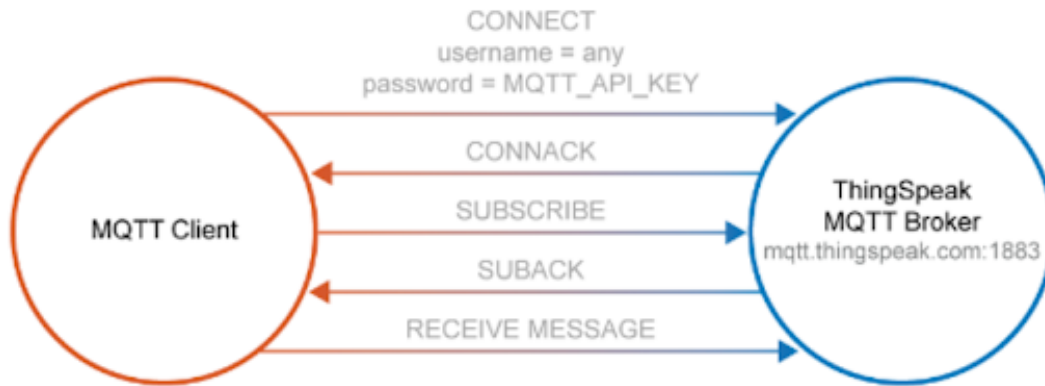 CONNECT
username = any
password = MQTT_API_KEY
CONNACK
SUBSCRIBE
SUBACK
RECEIVE MESSAGE
MQTT Client
ThingSpeak
MQTT Broker
mqtt.thingspeak.com:1883